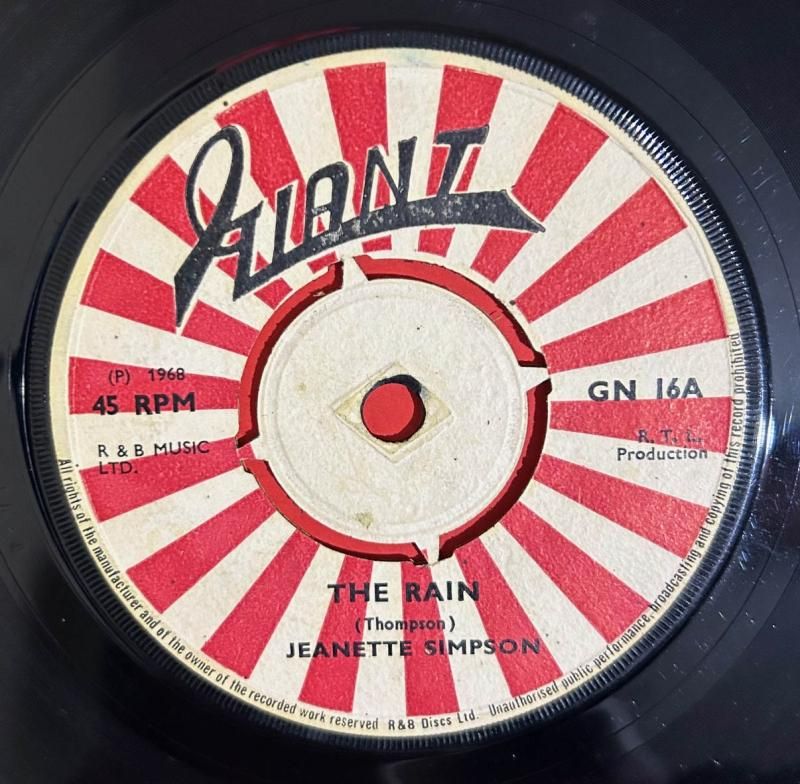 GIANT
(P) 1968
45 RPM
R & B MUSIC
LTD.
GN 16A
R. T. L.
Production
THE RAIN
(Thompson)
JEANETTE SIMPSON
All rights of the manufacturer and of the owner of the recorded work reserved R&B Discs Ltd. Unauthorised public performance, broadcasting and copying of this record prohibited